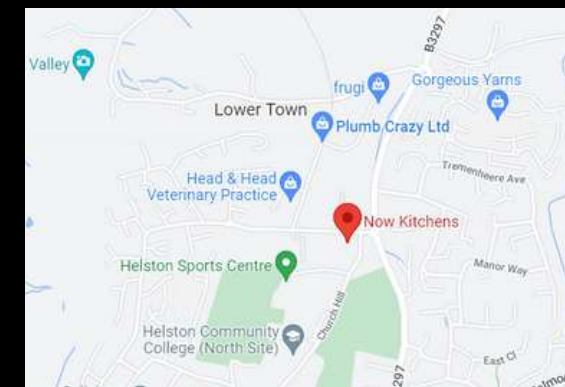 B3297
Valley
frugi
Gorgeous Yarns
Lower Town
Plumb Crazy Ltd
Tremenheere Ave
Head & Head
Veterinary Practice
Now Kitchens
Helston Sports Centre
Manor Way
Church Hill
Helston Community
College (North Site)
East Cl